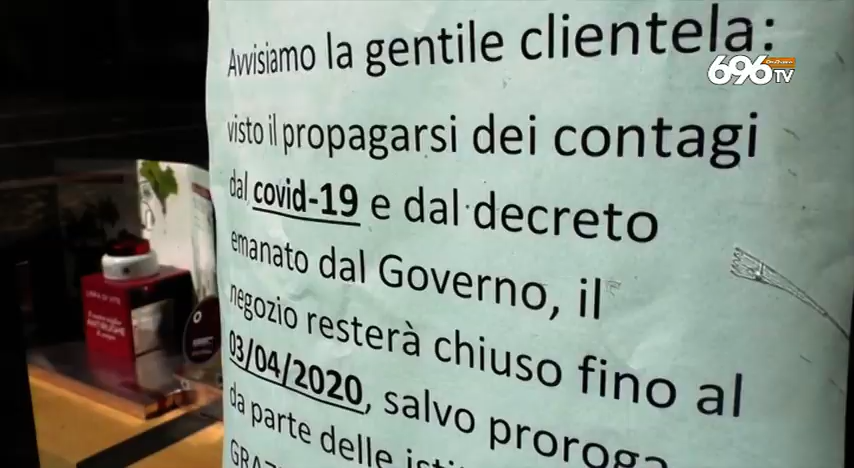 Avvisiamo la gentile clientela:
696
TV
visto il propagarsi dei contagi
dal covid-19 e dal decreto
emanato dal Governo, il
negozio resterà chiuso fino al
03/04/2020, salvo proroga
da parte delle